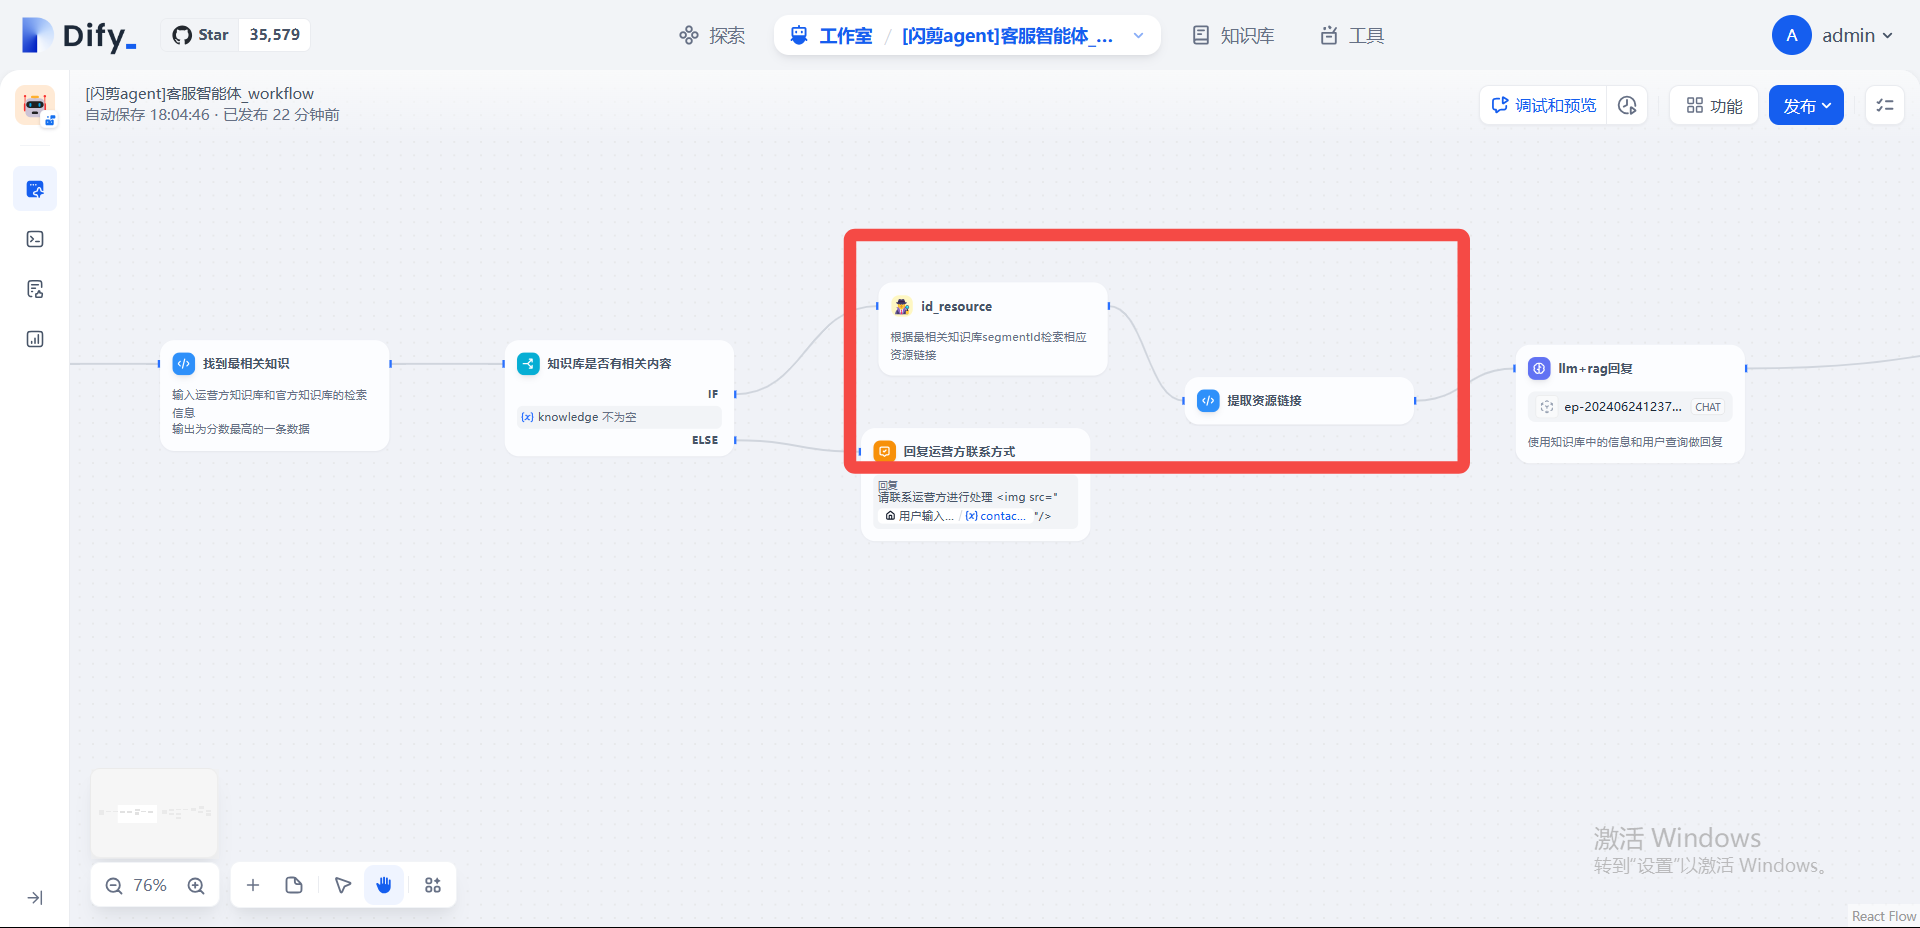 Dify_
Star 35,579
探索
工作室 / [闪剪agent]客服智能体_...
知识库
工具
A admin
[闪剪agent]客服智能体_workflow
自动保存 18:04:46 · 已发布 22 分钟前
调试和预览
功能
发布
找到最相关知识
输入运营方知识库和官方知识库的检索
信息
输出为分数最高的一条数据
知识库是否有相关内容
IF
(x) knowledge 不为空
ELSE
id_resource
根据最相关知识库segmentId检索相应
资源链接
回复运营方联系方式
回复
请联系运营方进行处理 <img src="
用户输入... / (x) contac... "/>
提取资源链接
llm+rag回复
ep-202406241237... CHAT
使用知识库中的信息和用户查询做回复
76%
激活 Windows
转到"设置"以激活 Windows。
React Flow